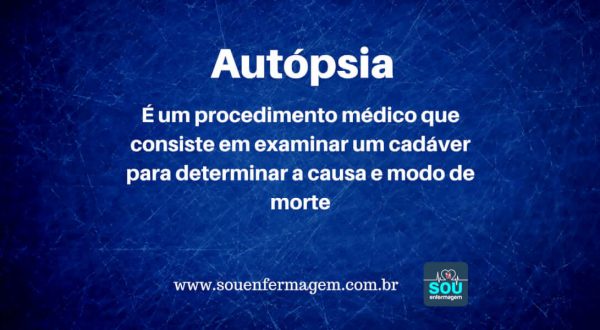 Autópsia
É um procedimento médico que
consiste em examinar um cadáver
para determinar a causa e modo de
morte
www.souenfermagem.com.br
SOU
enfermagem